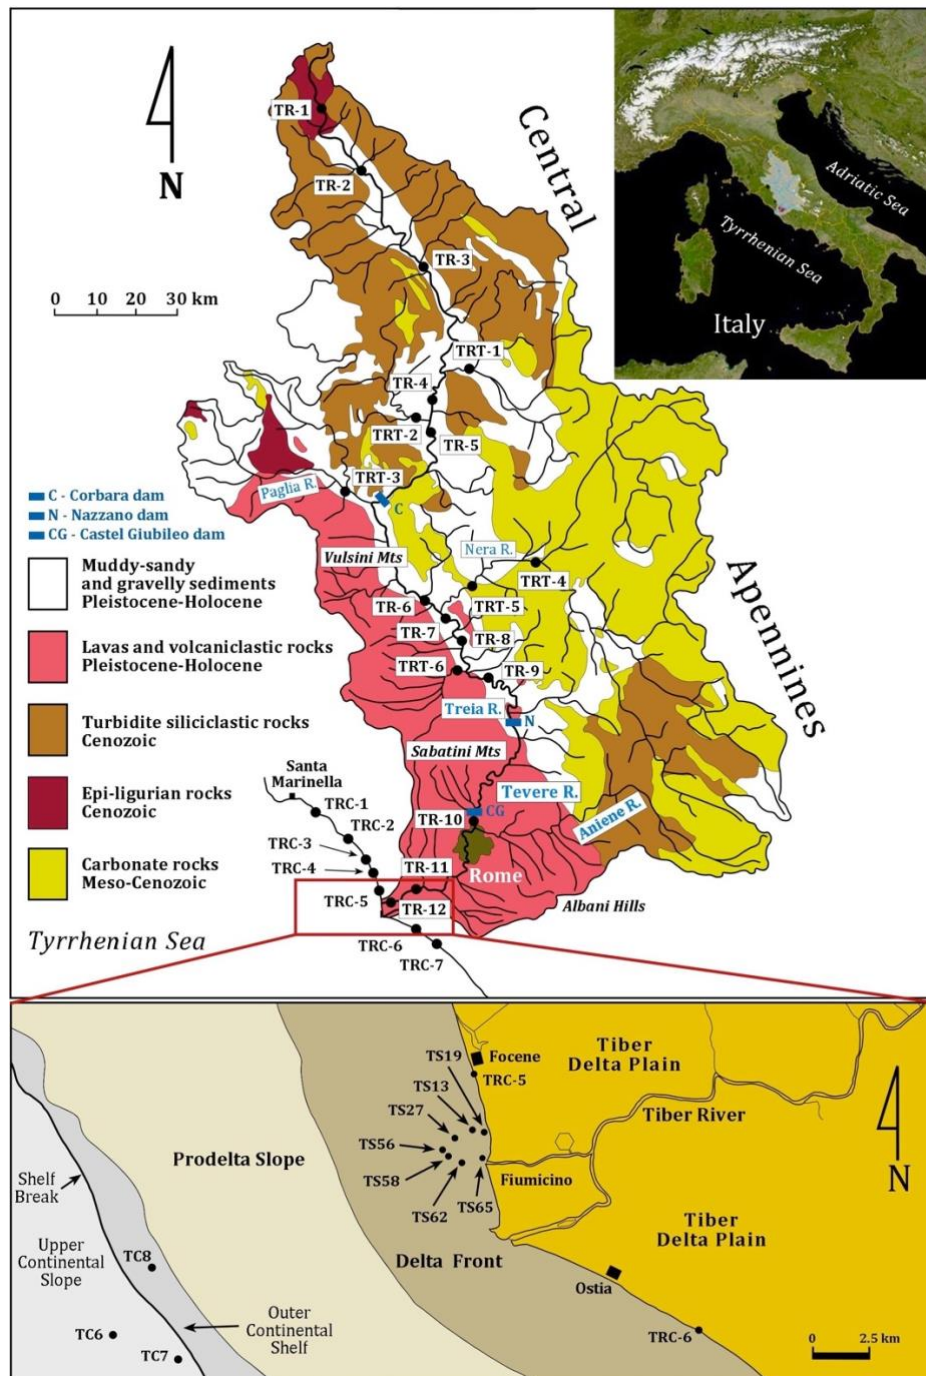 N
0 10 20 30 km
Central
Apennines
Adriatic Sea
Tyrrhenian Sea
Italy
TR-1
TR-2
TR-3
TRT-1
TR-4
TRT-2
TR-5
TRT-3
Paglia R.
C
Vulsini Mts
Nera R.
TRT-4
TR-6
TRT-5
TR-7
TR-8
TRT-6
TR-9
Treia R.
N
Sabatini Mts
Tevere R.
Aniene R.
TR-10
CG
Rome
TR-11
TR-12
Albani Hills
C - Corbara dam
N - Nazzano dam
CG - Castel Giubileo dam
Muddy-sandy
and gravelly sediments
Pleistocene-Holocene
Lavas and volcaniclastic rocks
Pleistocene-Holocene
Turbidite siliciclastic rocks
Cenozoic
Epi-ligurian rocks
Cenozoic
Carbonate rocks
Meso-Cenozoic
Santa
Marinella
TRC-1
TRC-2
TRC-3
TRC-4
TRC-5
TRC-6
TRC-7
Tyrrhenian Sea
TS19
TS13
TS27
TS56
TS58
TS62
TS65
Focene
TRC-5
Tiber
Delta Plain
Tiber River
Fiumicino
N
Prodelta Slope
Shelf
Break
Upper
Continental
Slope
TC8
TC6
TC7
Outer
Continental
Shelf
Delta Front
Tiber
Delta Plain
Ostia
TRC-6
0 2.5 km